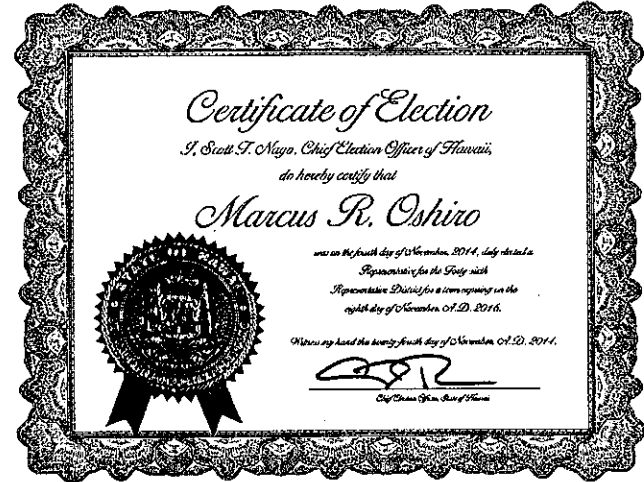 Certificate of Election
I, Scott T. Nago, Chief Election Officer of Hawaii,
do hereby certify that
Marcus R. Oshiro
was on the fourth day of November, 2014, duly elected a
Representative for the Forty-sixth
Representative District for a term expiring on the
eighth day of November, A.D. 2016.
Witness my hand the twenty-fourth day of November, A.D. 2014.
Chief Election Officer, State of Hawaii
STATE OF